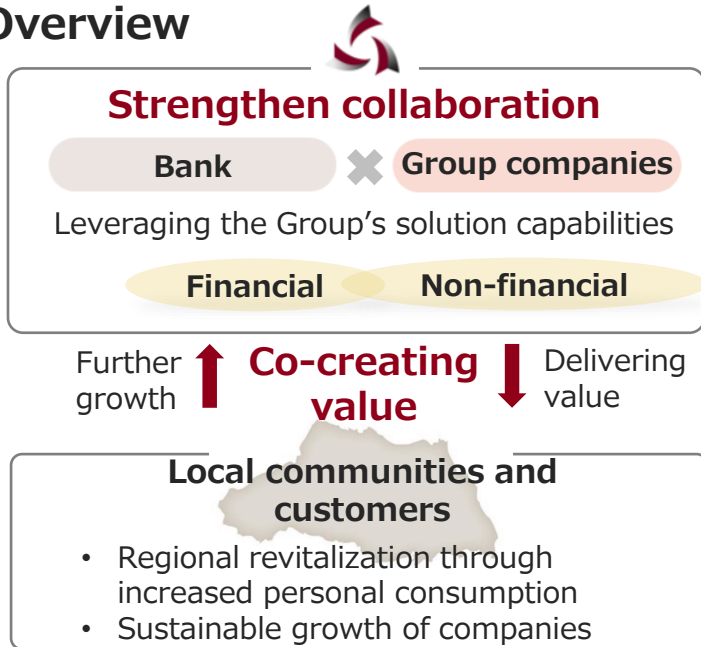 Overview
Strengthen collaboration
Bank
Group companies
Leveraging the Group's solution capabilities
Financial
Non-financial
Further
growth
Co-creating
value
Delivering
value
Local communities and
customers
• Regional revitalization through
increased personal consumption
• Sustainable growth of companies